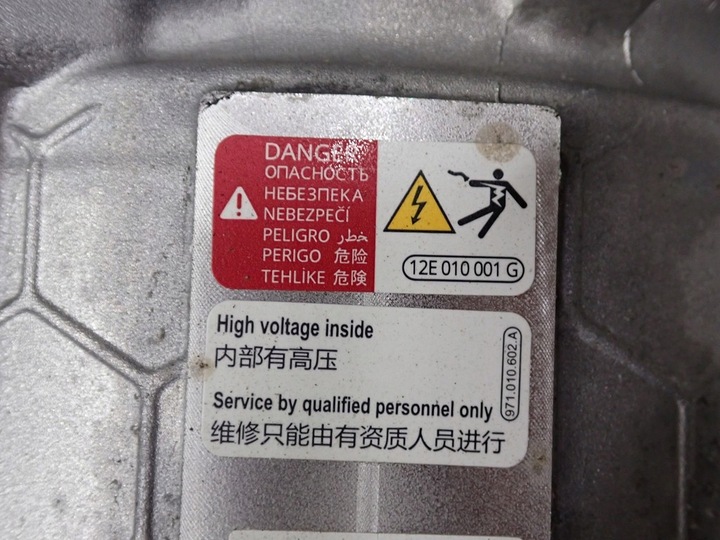 DANGER
ОПАСНОСТЬ
НЕБЕЗПЕКА
NEBEZPEČÍ
PELIGRO خطر
PERIGO 危险
TEHLİKE 危険
12E 010 001 G
High voltage inside
内部有高压
Service by qualified personnel only
维修只能由有资质人员进行
971.010.602.A